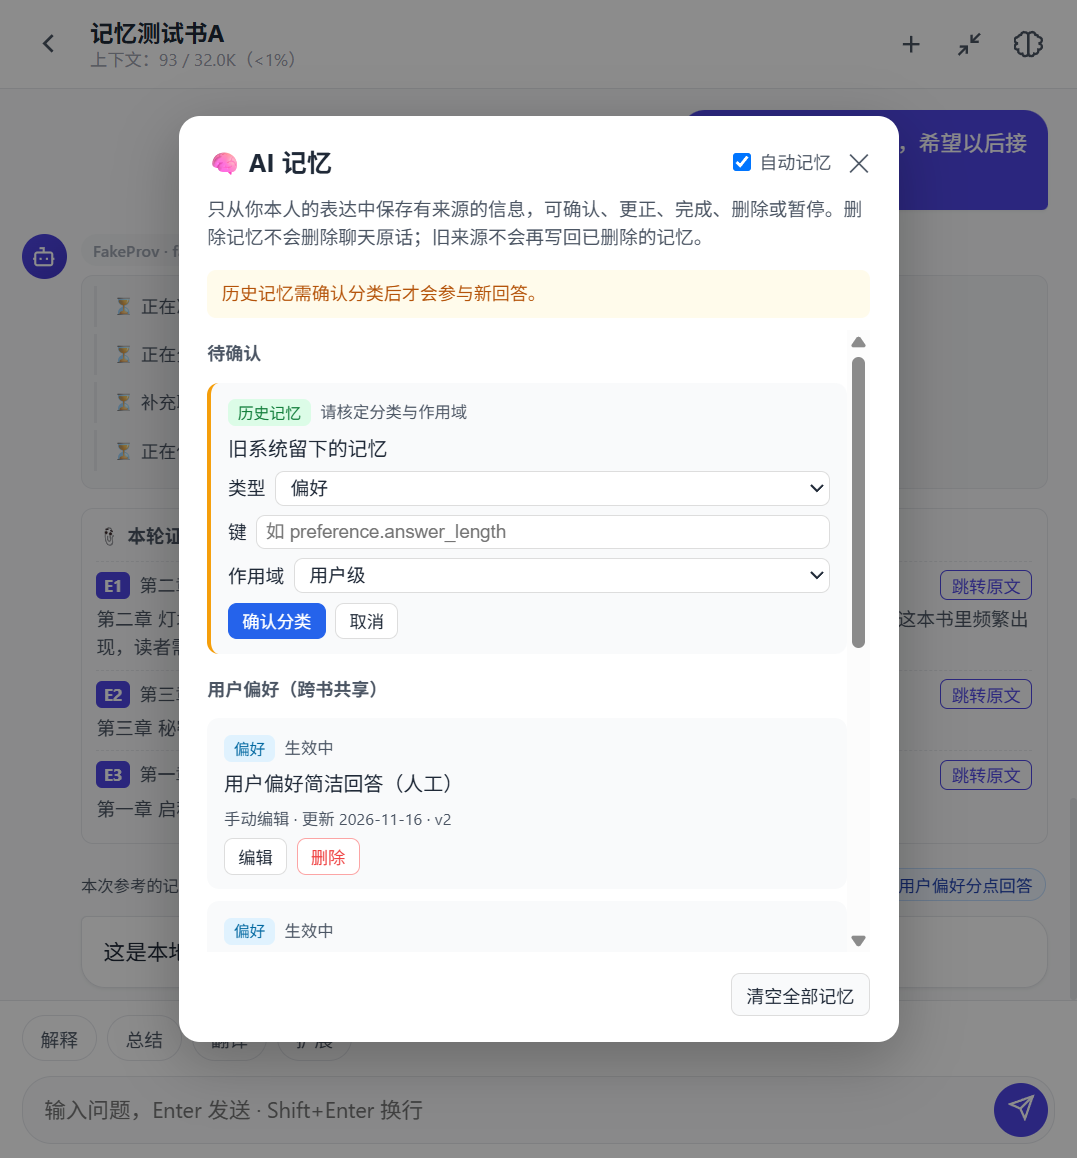 记忆测试书A
上下文：93 / 32.0K（<1%）
，希望以后接
FakeProv · f
正在
正在
补充
正在
本轮证
E1 第二 跳转原文
第二章 灯 这本书里频繁出
现，读者需
E2 第三 跳转原文
第三章 秘
E3 第一 跳转原文
第一章 启
本次参考的记 用户偏好分点回答
这是本地
AI 记忆
自动记忆
只从你本人的表达中保存有来源的信息，可确认、更正、完成、删除或暂停。删
除记忆不会删除聊天原话；旧来源不会再写回已删除的记忆。
历史记忆需确认分类后才会参与新回答。
待确认
历史记忆 请核定分类与作用域
旧系统留下的记忆
类型 偏好
键 如 preference.answer_length
作用域 用户级
确认分类 取消
用户偏好（跨书共享）
偏好 生效中
用户偏好简洁回答（人工）
手动编辑 · 更新 2026-11-16 · v2
编辑 删除
偏好 生效中
清空全部记忆
解释 总结 翻译 扩展
输入问题，Enter 发送 · Shift+Enter 换行